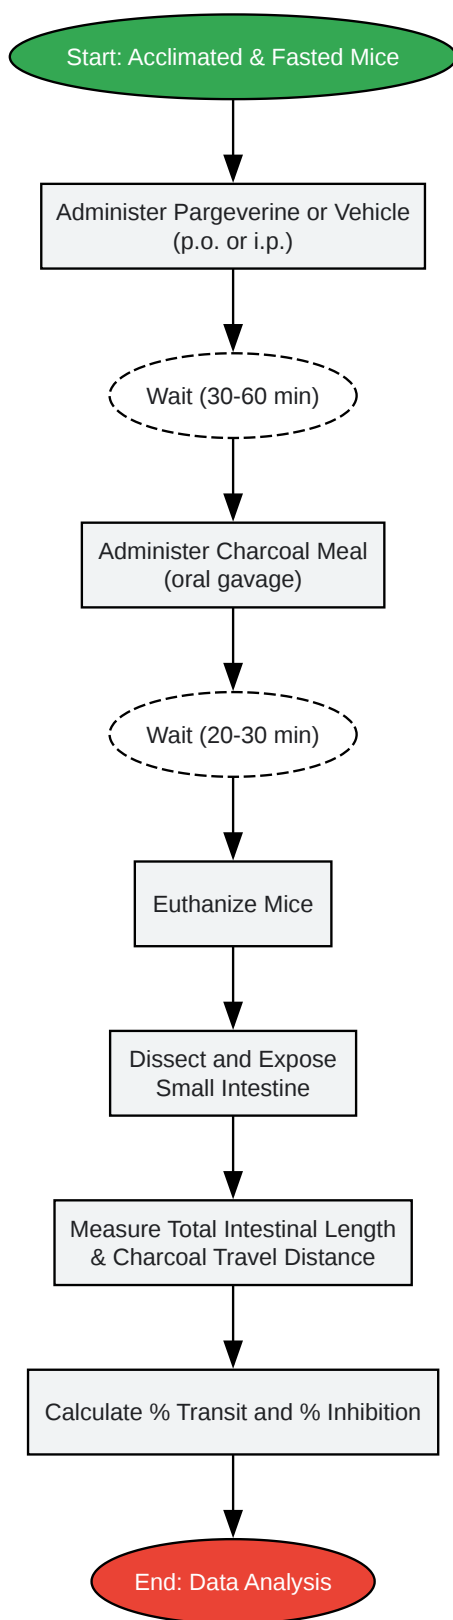 Start: Acclimated & Fasted Mice
Administer Pargeverine or Vehicle
(p.o. or i.p.)
Wait (30-60 min)
Administer Charcoal Meal
(oral gavage)
Wait (20-30 min)
Euthanize Mice
Dissect and Expose
Small Intestine
Measure Total Intestinal Length
& Charcoal Travel Distance
Calculate % Transit and % Inhibition
End: Data Analysis